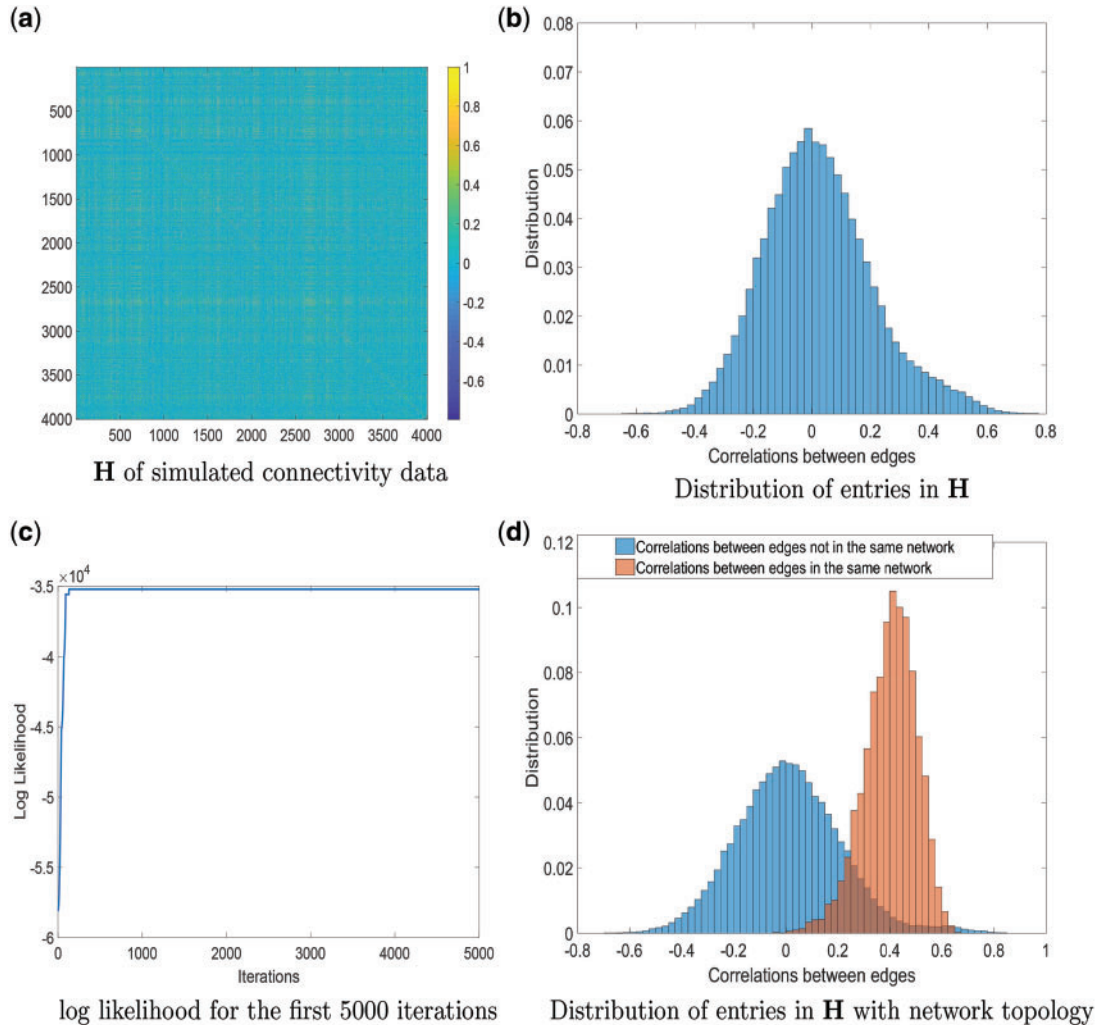 (a)
1
500
0.8
1000
0.6
1500
0.4
2000
0.2
2500
0
3000
-0.2
3500
-0.4
4000
-0.6
500 1000 1500 2000 2500 3000 3500 4000
H of simulated connectivity data
(b)
0.08
0.07
0.06
0.05
0.04
0.03
0.02
0.01
0
Distribution
-0.8 -0.6 -0.4 -0.2 0 0.2 0.4 0.6 0.8
Correlations between edges
Distribution of entries in H
(c)
×10⁴
-3.5
-4
-4.5
-5
-5.5
-6
Log Likelihood
0 1000 2000 3000 4000 5000
Iterations
log likelihood for the first 5000 iterations
(d)
Correlations between edges not in the same network
Correlations between edges in the same network
0.12
0.1
0.08
0.06
0.04
0.02
0
Distribution
-0.8 -0.6 -0.4 -0.2 0 0.2 0.4 0.6 0.8 1
Correlations between edges
Distribution of entries in H with network topology